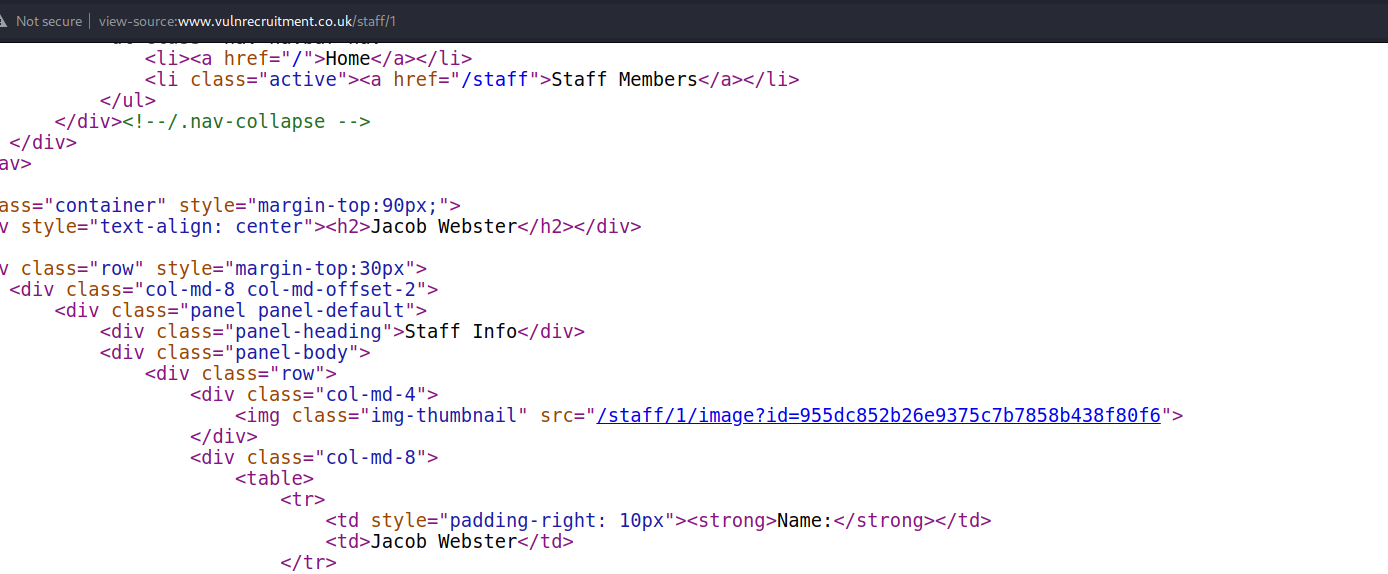 Not secure view-source:www.vulnrecruitment.co.uk/staff/1
<li><a href="/">Home</a></li>
<li class="active"><a href="/staff">Staff Members</a></li>
</ul>
</div><!--/.nav-collapse -->
</div>
av>
ass="container" style="margin-top:90px;">
v style="text-align: center"><h2>Jacob Webster</h2></div>
v class="row" style="margin-top:30px">
<div class="col-md-8 col-md-offset-2">
<div class="panel panel-default">
<div class="panel-heading">Staff Info</div>
<div class="panel-body">
<div class="row">
<div class="col-md-4">
<img class="img-thumbnail" src="/staff/1/image?id=955dc852b26e9375c7b7858b438f80f6">
</div>
<div class="col-md-8">
<table>
<tr>
<td style="padding-right: 10px"><strong>Name:</strong></td>
<td>Jacob Webster</td>
</tr>